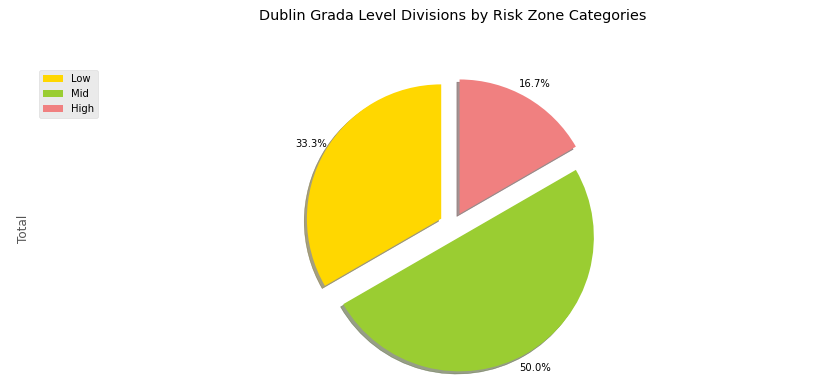 Dublin Grada Level Divisions by Risk Zone Categories
Low
Mid
High
16.7%
33.3%
Total
50.0%